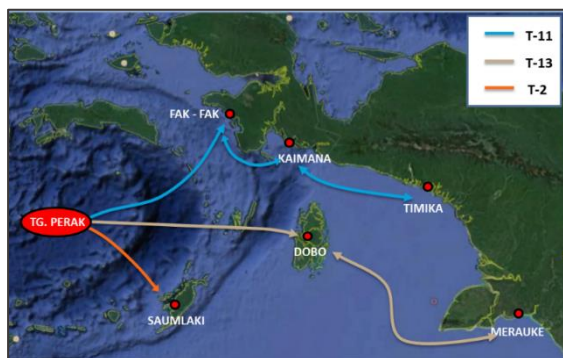 T-11
T-13
T-2
FAK - FAK
KAIMANA
TIMIKA
TG. PERAK
DOBO
SAUMLAKI
MERAUKE